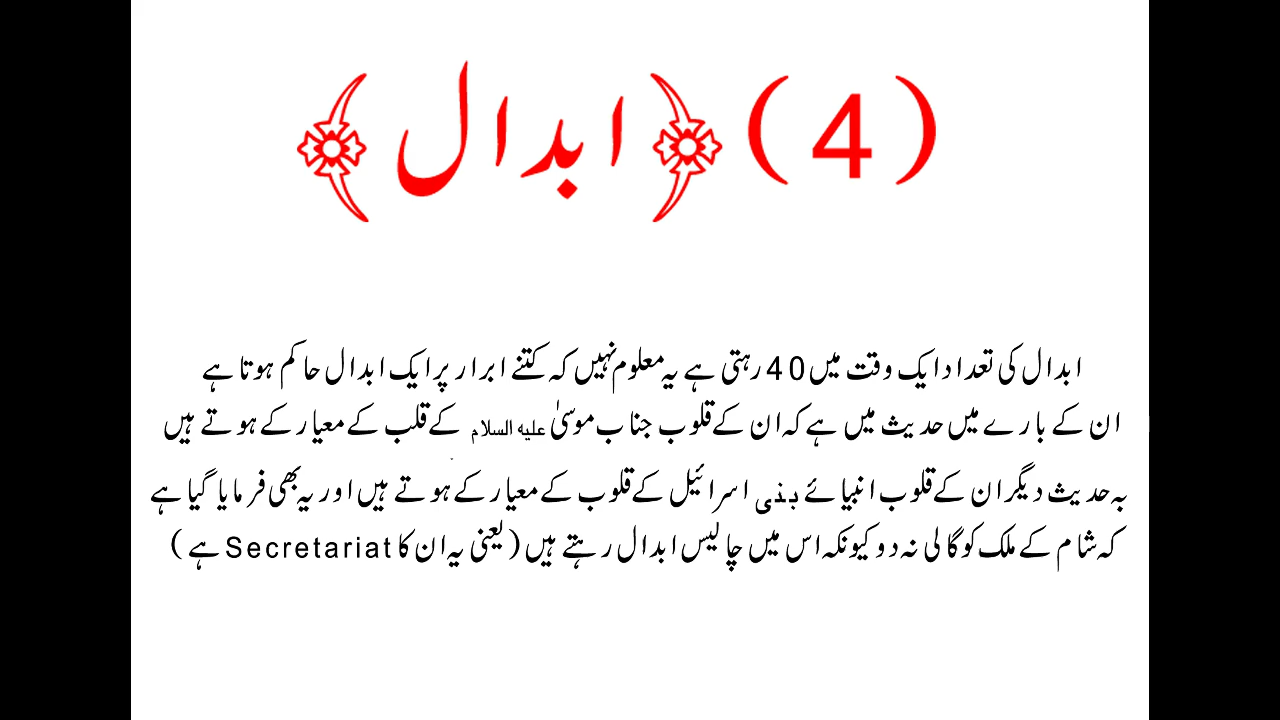 (4) ﴿ابدال﴾
ابدال کی تعداد ایک وقت میں 40 رہتی ہے یہ معلوم نہیں کہ کتنے ابرار پر ایک ابدال حاکم ہوتا ہے
ان کے بارے میں حدیث میں ہے کہ ان کے قلوب جناب موسیٰ علیہ السلام کے قلب کے معیار کے ہوتے ہیں
بہ حدیث دیگر ان کے قلوب انبیائے بنی اسرائیل کے قلوب کے معیار کے ہوتے ہیں اور یہ بھی فرمایا گیا ہے
کہ شام کے ملک کو گالی نہ دو کیونکہ اس میں چالیس ابدال رہتے ہیں (یعنی یہ ان کا Secretariat ہے)